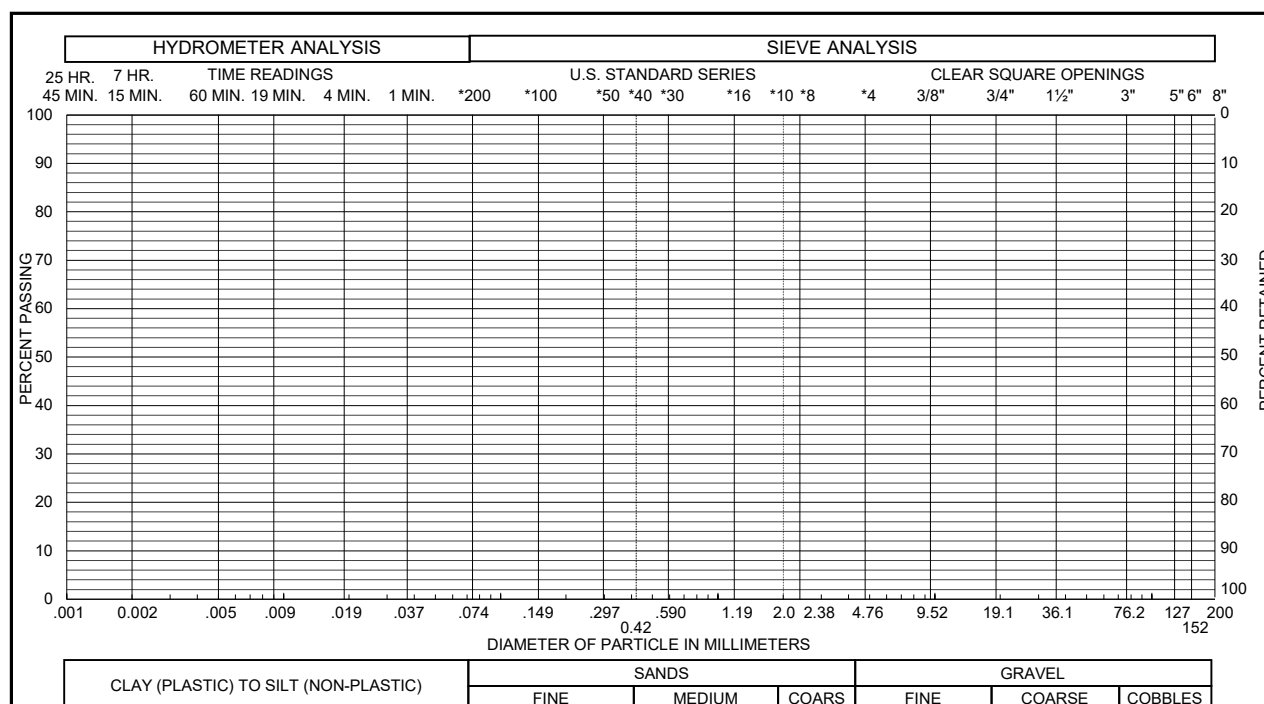 HYDROMETER ANALYSIS SIEVE ANALYSIS
25 HR. 7 HR. TIME READINGS U.S. STANDARD SERIES CLEAR SQUARE OPENINGS
45 MIN. 15 MIN. 60 MIN. 19 MIN. 4 MIN. 1 MIN. *200 *100 *50 *40 *30 *16 *10 *8 *4 3/8" 3/4" 1½" 3" 5" 6" 8"
100 0
90 10
80 20
70 30
60 40
50 50
40 60
30 70
20 80
10 90
0 100
PERCENT PASSING
PERCENT RETAINED
.001 0.002 .005 .009 .019 .037 .074 .149 .297 .590 1.19 2.0 2.38 4.76 9.52 19.1 36.1 76.2 127 200
0.42 152
DIAMETER OF PARTICLE IN MILLIMETERS
CLAY (PLASTIC) TO SILT (NON-PLASTIC) SANDS GRAVEL
FINE MEDIUM COARS FINE COARSE COBBLES